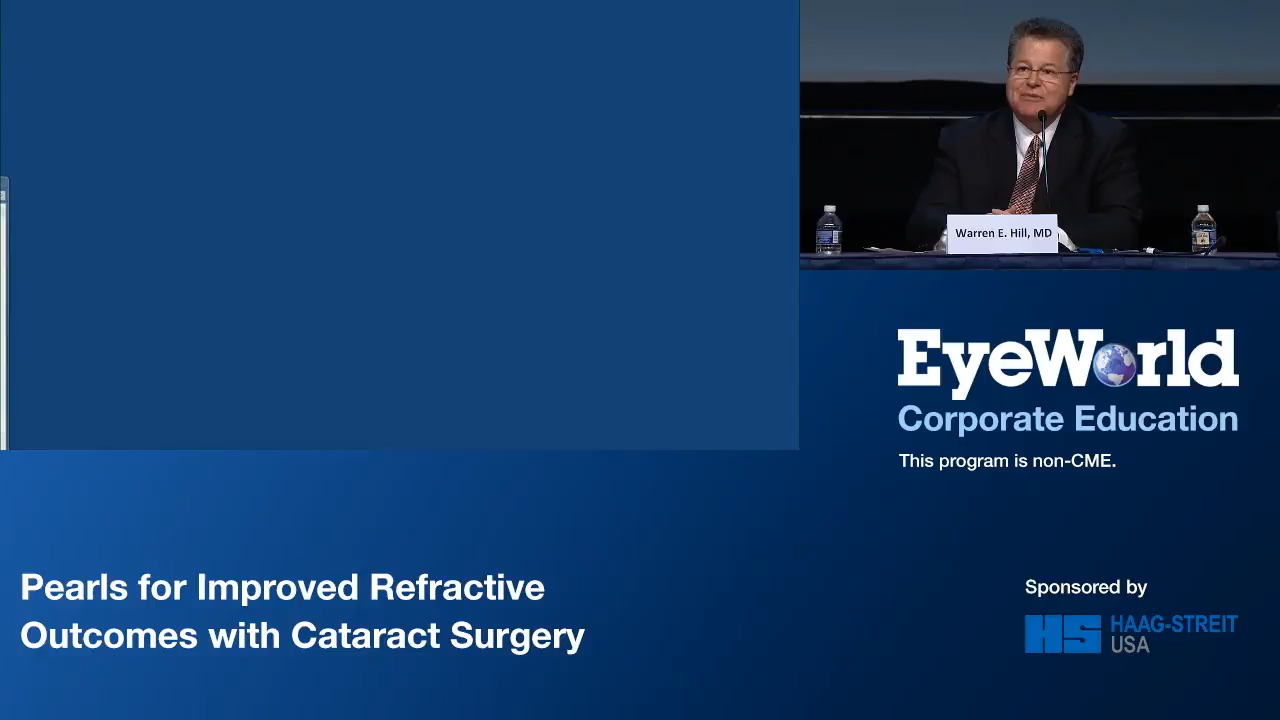 Warren E. Hill, MD
EyeWorld
Corporate Education
This program is non-CME.
Pearls for Improved Refractive
Outcomes with Cataract Surgery
Sponsored by
HS HAAG-STREIT
USA